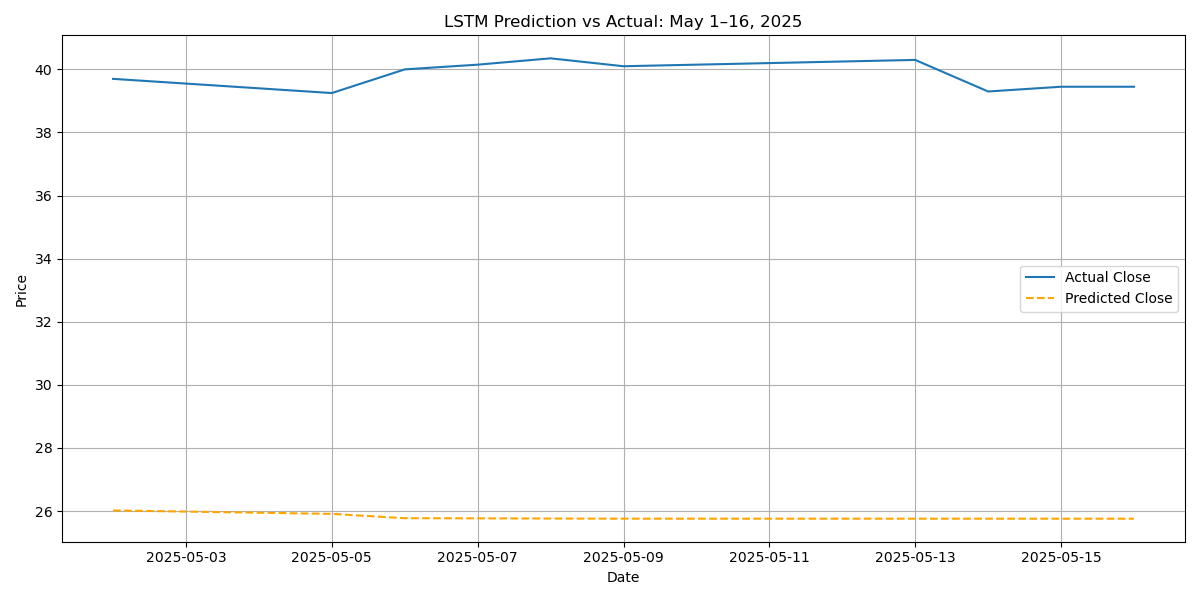 LSTM Prediction vs Actual: May 1–16, 2025
40
38
36
34
32
30
28
26
Price
Actual Close
Predicted Close
2025-05-03 2025-05-05 2025-05-07 2025-05-09 2025-05-11 2025-05-13 2025-05-15
Date